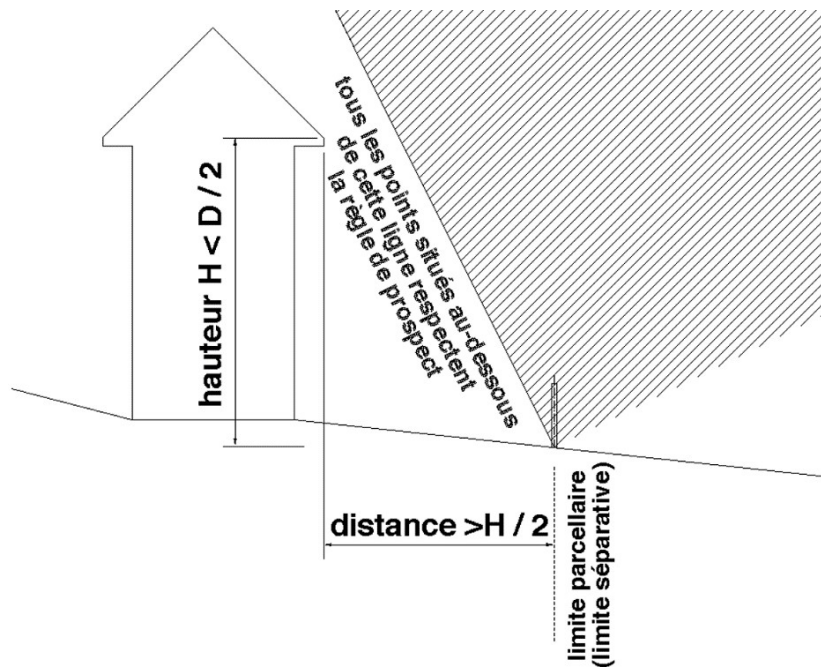 tous les points situés au-dessous
de cette ligne respectent
la règle de prospect
hauteur H < D / 2
distance >H / 2
limite parcellaire
(limite séparative)